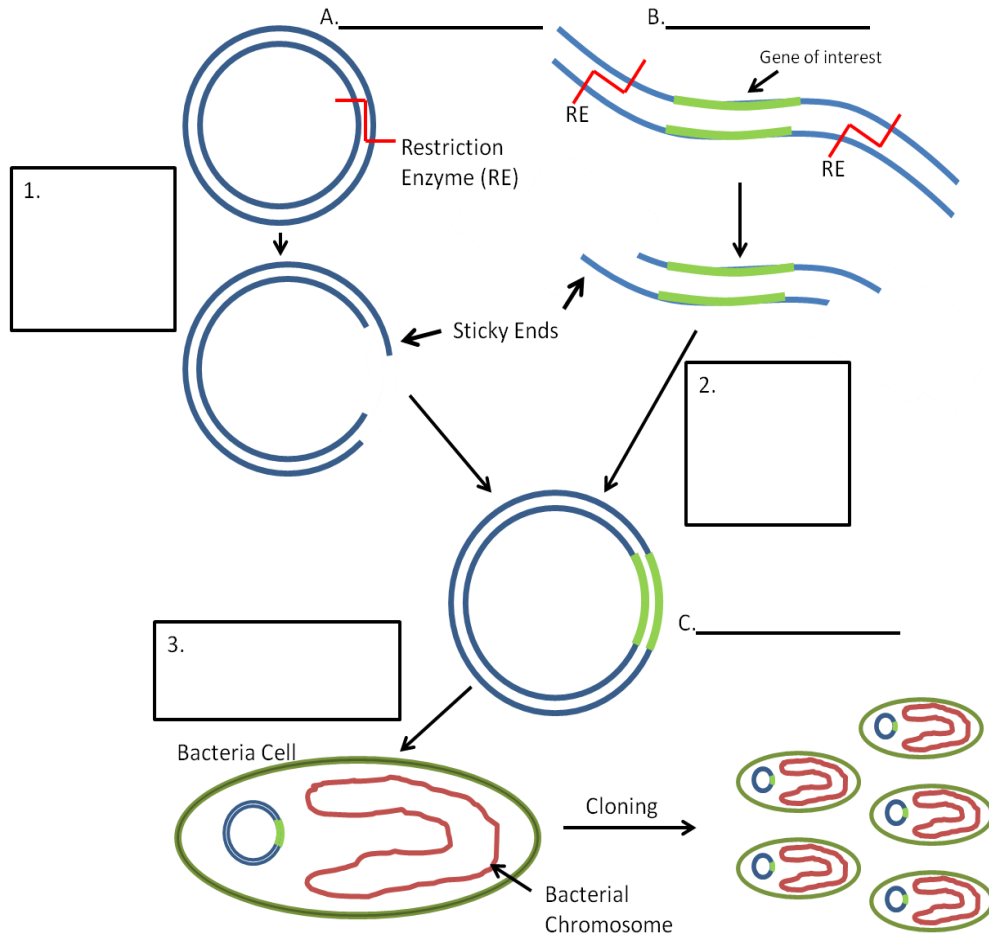 A.
B.
Gene of interest
RE
RE
Restriction
Enzyme (RE)
1.
Sticky Ends
2.
C.
3.
Bacteria Cell
Cloning
Bacterial
Chromosome